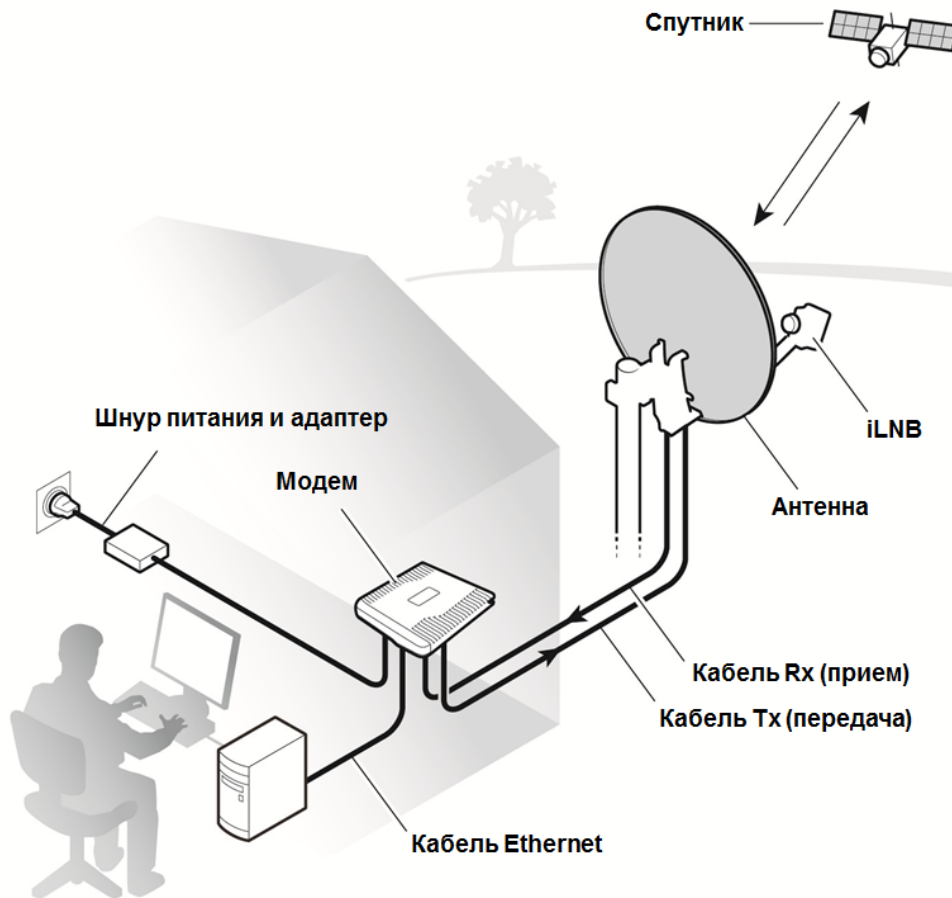 Спутник
Шнур питания и адаптер
iLNB
Модем
Антенна
Кабель Rx (прием)
Кабель Tx (передача)
Кабель Ethernet